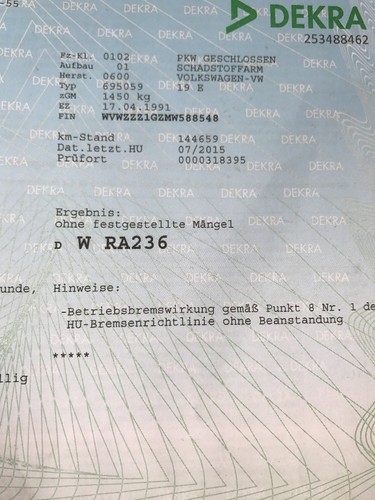 -55
DEKRA
253488462
Fz-Kl. 0102 PKW GESCHLOSSEN
Aufbau 01 SCHADSTOFFARM
Herst. 0600 VOLKSWAGEN-VW
Typ 695059 19 E
zGM 1450 kg
EZ 17.04.1991
FIN WVWZZZ1GZMW588548
km-Stand 144659
Dat.letzt.HU 07/2015
Prüfort 0000318395
Ergebnis:
ohne festgestellte Mängel
D W RA236
unde, Hinweise:
-Betriebsbremswirkung gemäß Punkt 8 Nr. 1 de
HU-Bremsenrichtlinie ohne Beanstandung
*****
llig